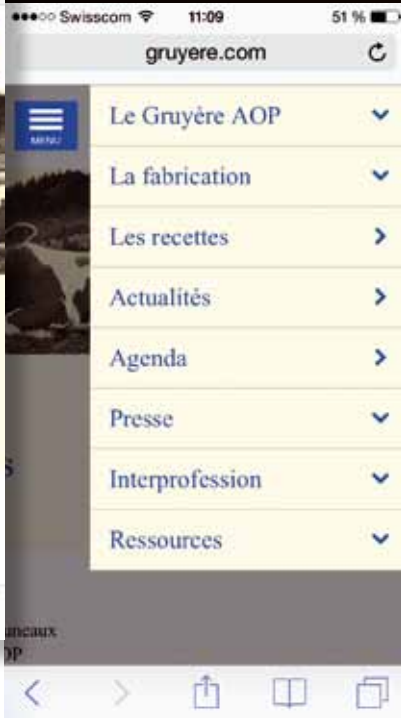 Swisscom 11:09 51 %
gruyere.com
MENU
Le Gruyère AOP
La fabrication
Les recettes
Actualités
Agenda
Presse
Interprofession
Ressources